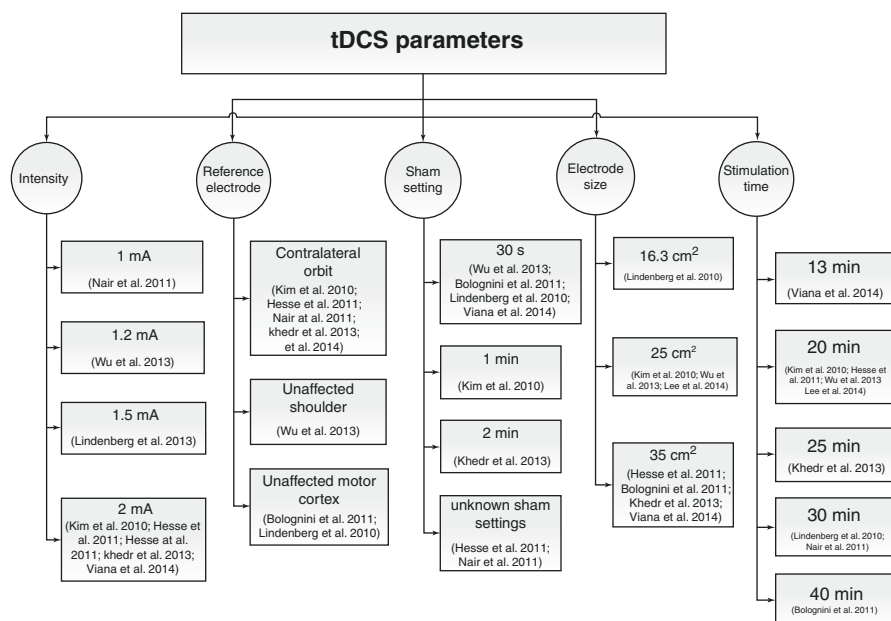 tDCS parameters
Intensity
1 mA
(Nair et al. 2011)
1.2 mA
(Wu et al. 2013)
1.5 mA
(Lindenberg et al. 2013)
2 mA
(Kim et al. 2010; Hesse et
al. 2011; Hesse at al.
2011; khedr et al. 2013;
Viana et al. 2014)
Reference
electrode
Contralateral
orbit
(Kim et al. 2010;
Hesse et al. 2011;
Nair at al. 2011;
khedr et al. 2013;
et al. 2014)
Unaffected
shoulder
(Wu et al. 2013)
Unaffected motor
cortex
(Bolognini et al. 2011;
Lindenberg et al. 2010)
Sham
setting
30 s
(Wu et al. 2013;
Bolognini et al. 2011;
Lindenberg et al. 2010;
Viana et al. 2014)
1 min
(Kim et al. 2010)
2 min
(Khedr et al. 2013)
unknown sham
settings
(Hesse et al. 2011;
Nair et al. 2011)
Electrode
size
16.3 cm²
(Lindenberg et al. 2010)
25 cm²
(Kim et al. 2010; Wu et
al. 2013; Lee et al. 2014)
35 cm²
(Hesse et al. 2011;
Bolognini et al. 2011;
Khedr et al. 2013;
Viana et al. 2014)
Stimulation
time
13 min
(Viana et al. 2014)
20 min
(Kim et al. 2010; Hesse et
al. 2011; Wu et al. 2013
Lee et al. 2014)
25 min
(Khedr et al. 2013)
30 min
(Lindenberg et al. 2010;
Nair et al. 2011)
40 min
(Bolognini et al. 2011)